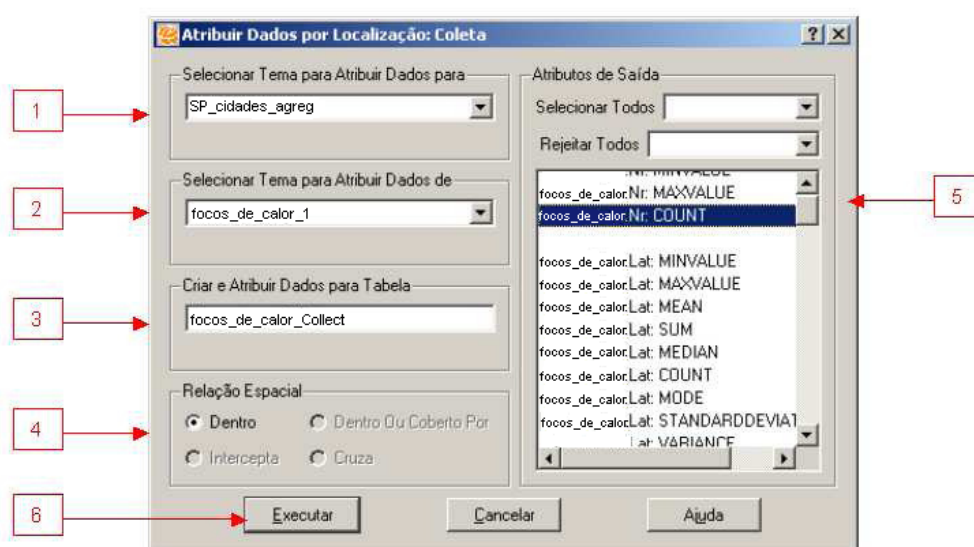 Atribuir Dados por Localização: Coleta
Selecionar Tema para Atribuir Dados para
SP_cidades_agreg
1
Selecionar Tema para Atribuir Dados de
focos_de_calor_1
2
Criar e Atribuir Dados para Tabela
focos_de_calor_Collect
3
Relação Espacial
Dentro
Dentro Ou Coberto Por
Intercepta
Cruza
4
Atributos de Saída
Selecionar Todos
Rejeitar Todos
.Nr: MINVALUE
focos_de_calor.Nr: MAXVALUE
focos_de_calor.Nr: COUNT
focos_de_calor.Lat: MINVALUE
focos_de_calor.Lat: MAXVALUE
focos_de_calor.Lat: MEAN
focos_de_calor.Lat: SUM
focos_de_calor.Lat: MEDIAN
focos_de_calor.Lat: COUNT
focos_de_calor.Lat: MODE
focos_de_calor.Lat: STANDARDDEVIAT
Lat: VARIANCE
5
6
Executar
Cancelar
Ajuda